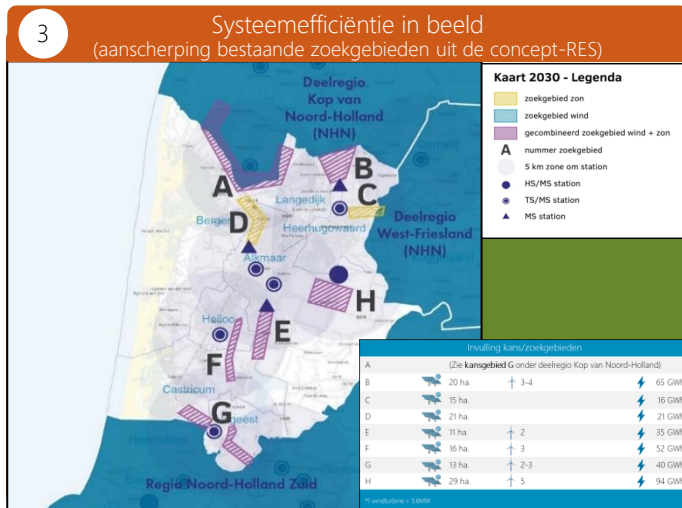 3
Systeemefficiëntie in beeld
(aanscherping bestaande zoekgebieden uit de concept-RES)
Kaart 2030 - Legenda
zoekgebied zon
zoekgebied wind
gecombineerd zoekgebied wind + zon
A nummer zoekgebied
5 km zone om station
HS/MS station
TS/MS station
MS station
Deelregio
Kop van
Noord-Holland
(NHN)
A
B
C
Langedijk
D
Bergen
Heerhugowaard
Deelregio
West-Friesland
(NHN)
Alkmaar
H
E
Heiloo
F
Castricum
G
Regio Noord-Holland Zuid
Invulling kans/zoekgebieden
A (Zie kansgebied G onder deelregio Kop van Noord-Holland)
B 20 ha. 3-4 65 GWh
C 15 ha. 16 GWh
D 21 ha. 21 GWh
E 11 ha. 2 35 GWh
F 16 ha. 3 52 GWh
G 13 ha. 2-3 40 GWh
H 29 ha. 5 94 GWh
*1 windturbine = 5,6MW